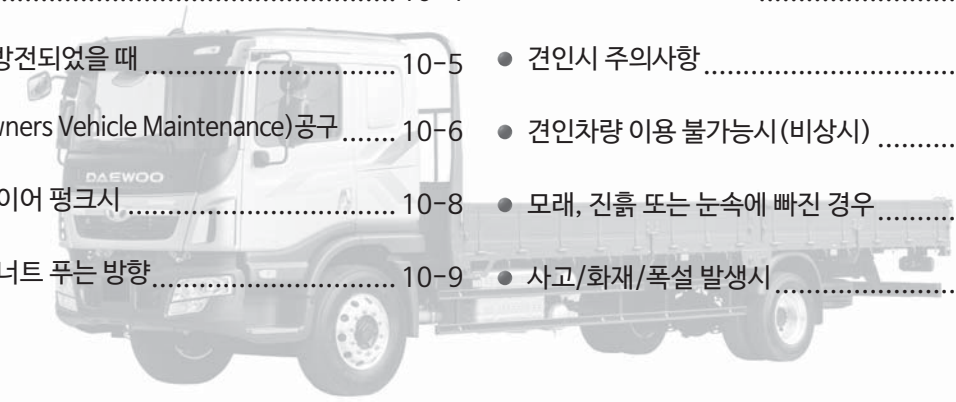 방전되었을 때 10-5
wners Vehicle Maintenance)공구 10-6
이어 펑크시 10-8
너트 푸는 방향 10-9
견인시 주의사항
견인차량 이용 불가능시(비상시)
모래, 진흙 또는 눈속에 빠진 경우
사고/화재/폭설 발생시
DAEWOO